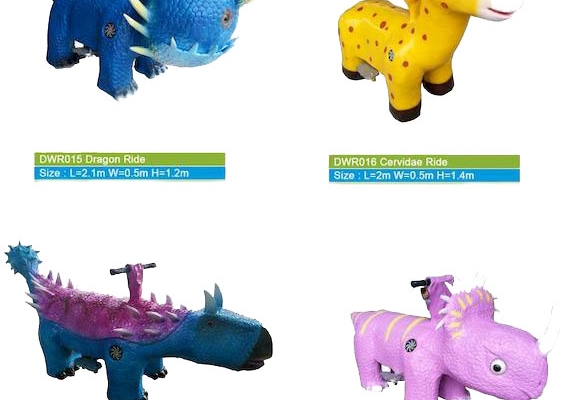 DWR015 Dragon Ride
Size : L=2.1m W=0.5m H=1.2m
DWR016 Cervidae Ride
Size : L=2m W=0.5m H=1.4m